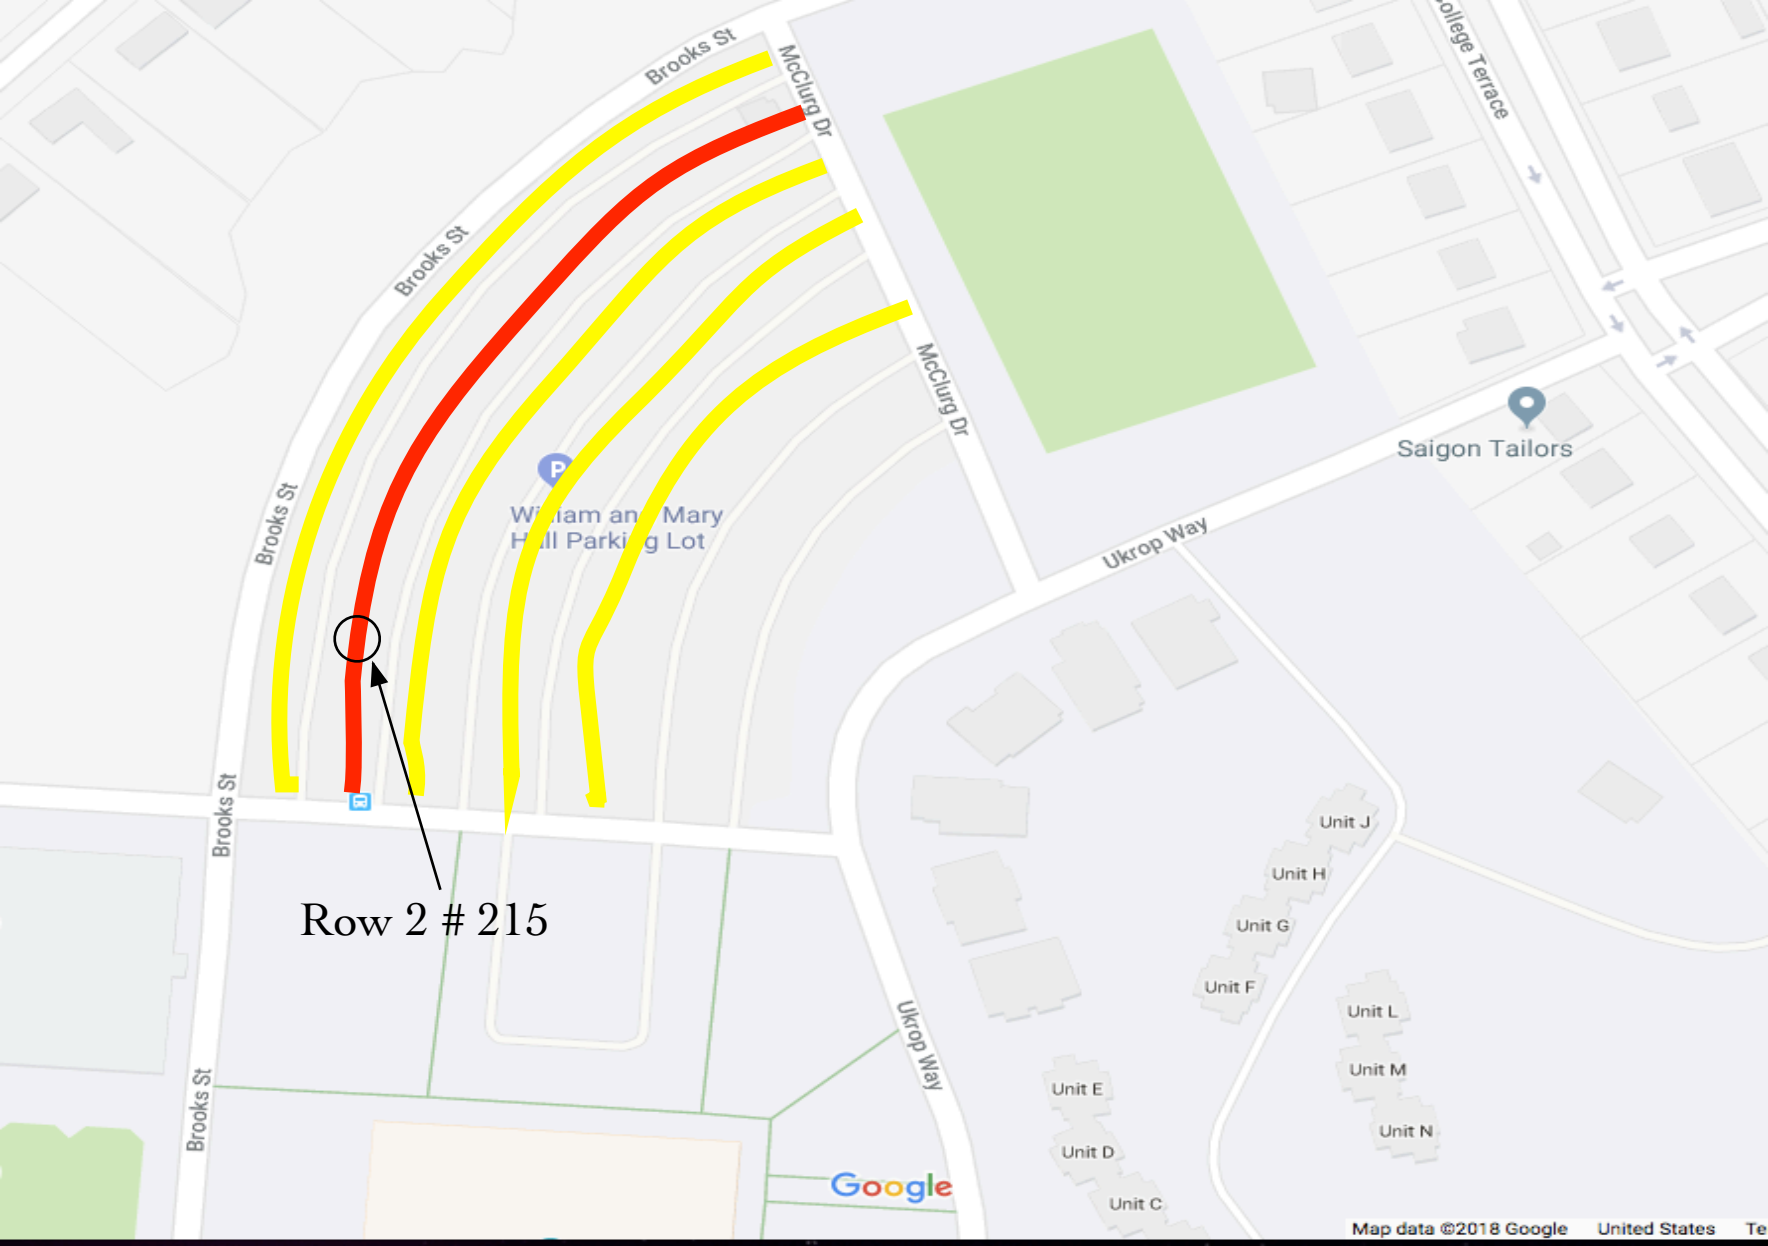 Brooks St
McClurg Dr
College Terrace
Brooks St
Brooks St
McClurg Dr
Saigon Tailors
P
William and Mary
Hall Parking Lot
Ukrop Way
Brooks St
Row 2 # 215
Unit J
Unit H
Unit G
Unit F
Unit L
Unit M
Unit N
Ukrop Way
Unit E
Unit D
Unit C
Brooks St
Google
Map data ©2018 Google United States